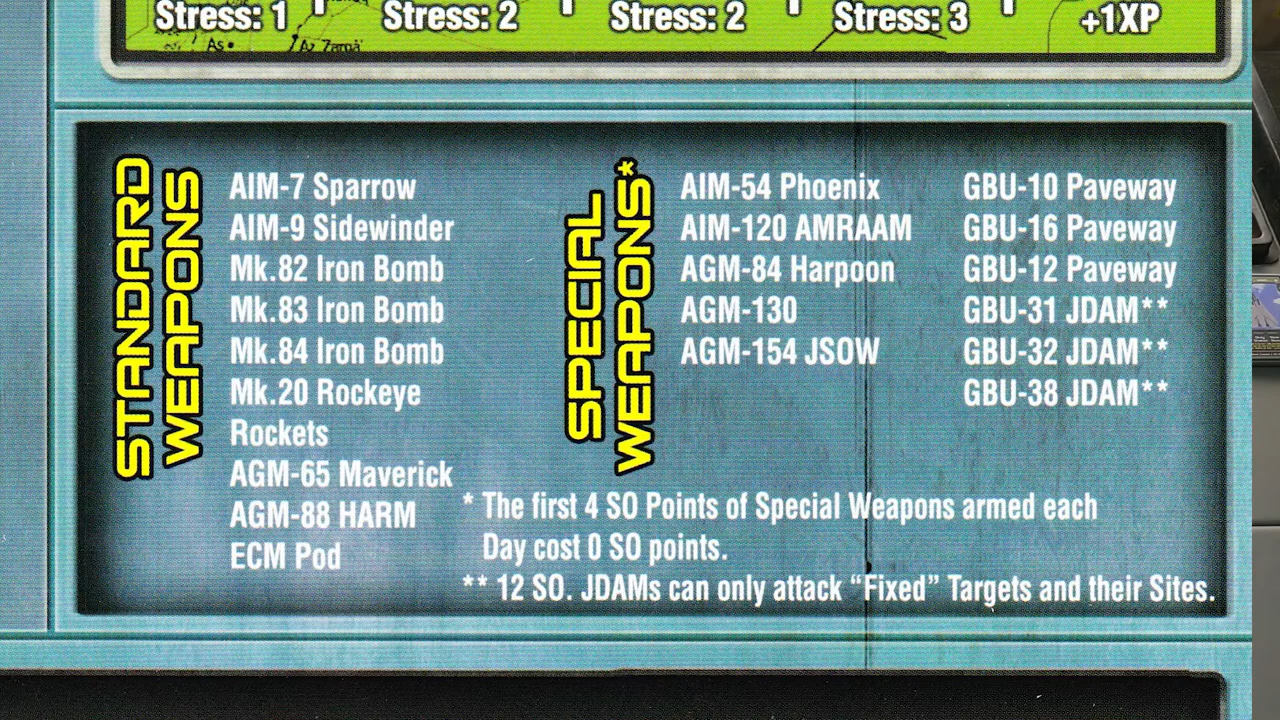 Stress: 1
Stress: 2
Stress: 2
Stress: 3
+1XP
As
STANDARD
WEAPONS
AIM-7 Sparrow
AIM-9 Sidewinder
Mk.82 Iron Bomb
Mk.83 Iron Bomb
Mk.84 Iron Bomb
Mk.20 Rockeye
Rockets
AGM-65 Maverick
AGM-88 HARM
ECM Pod
SPECIAL
WEAPONS*
AIM-54 Phoenix
AIM-120 AMRAAM
AGM-84 Harpoon
AGM-130
AGM-154 JSOW
GBU-10 Paveway
GBU-16 Paveway
GBU-12 Paveway
GBU-31 JDAM**
GBU-32 JDAM**
GBU-38 JDAM**
* The first 4 SO Points of Special Weapons armed each
Day cost 0 SO points.
** 12 SO. JDAMs can only attack “Fixed” Targets and their Sites.